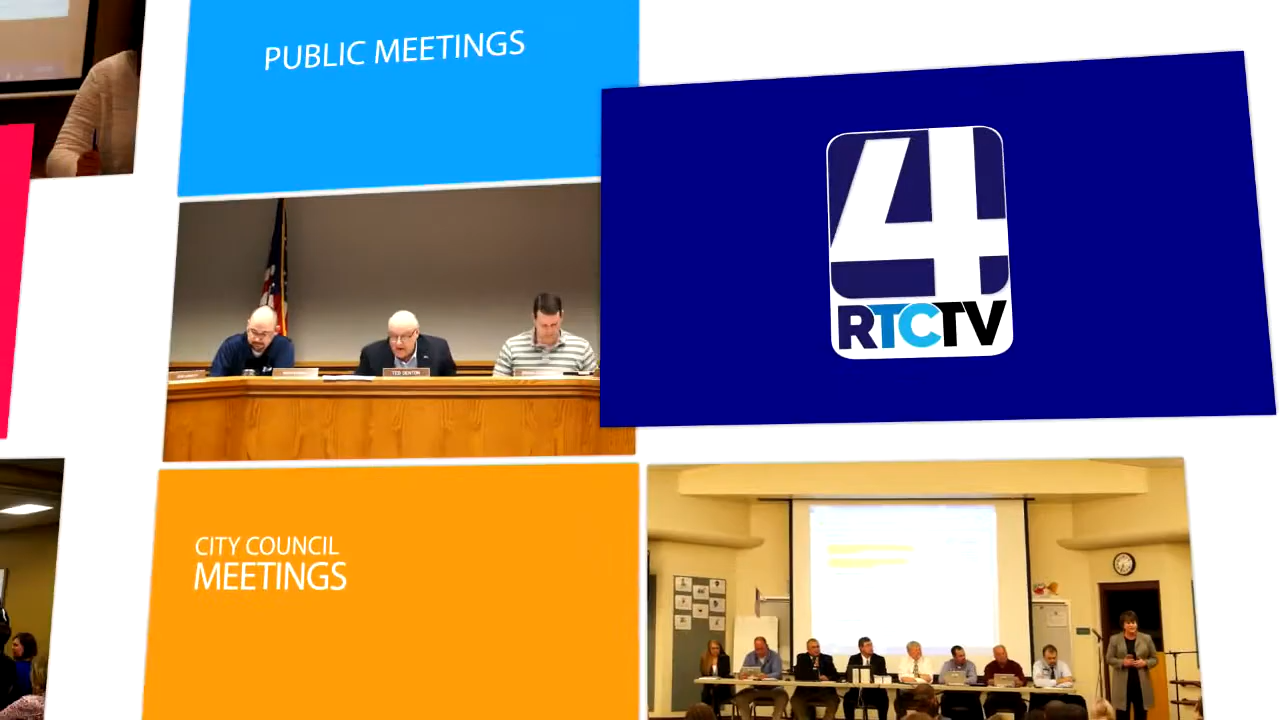 PUBLIC MEETINGS
4
RTCTV
TED DENTON
CITY COUNCIL
MEETINGS